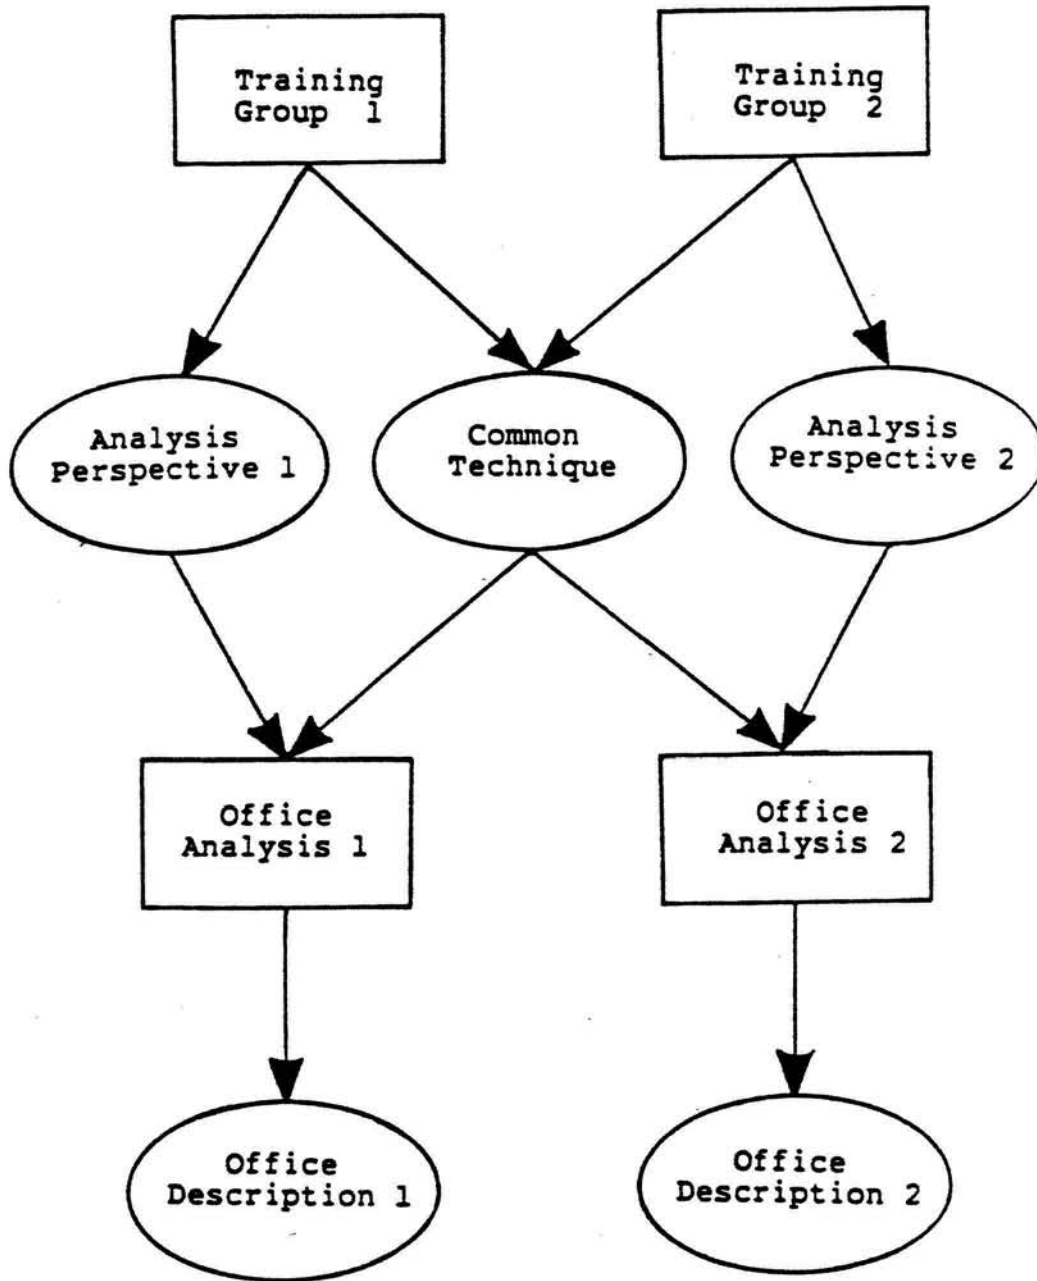 Training
Group 1
Training
Group 2
Analysis
Perspective 1
Common
Technique
Analysis
Perspective 2
Office
Analysis 1
Office
Analysis 2
Office
Description 1
Office
Description 2